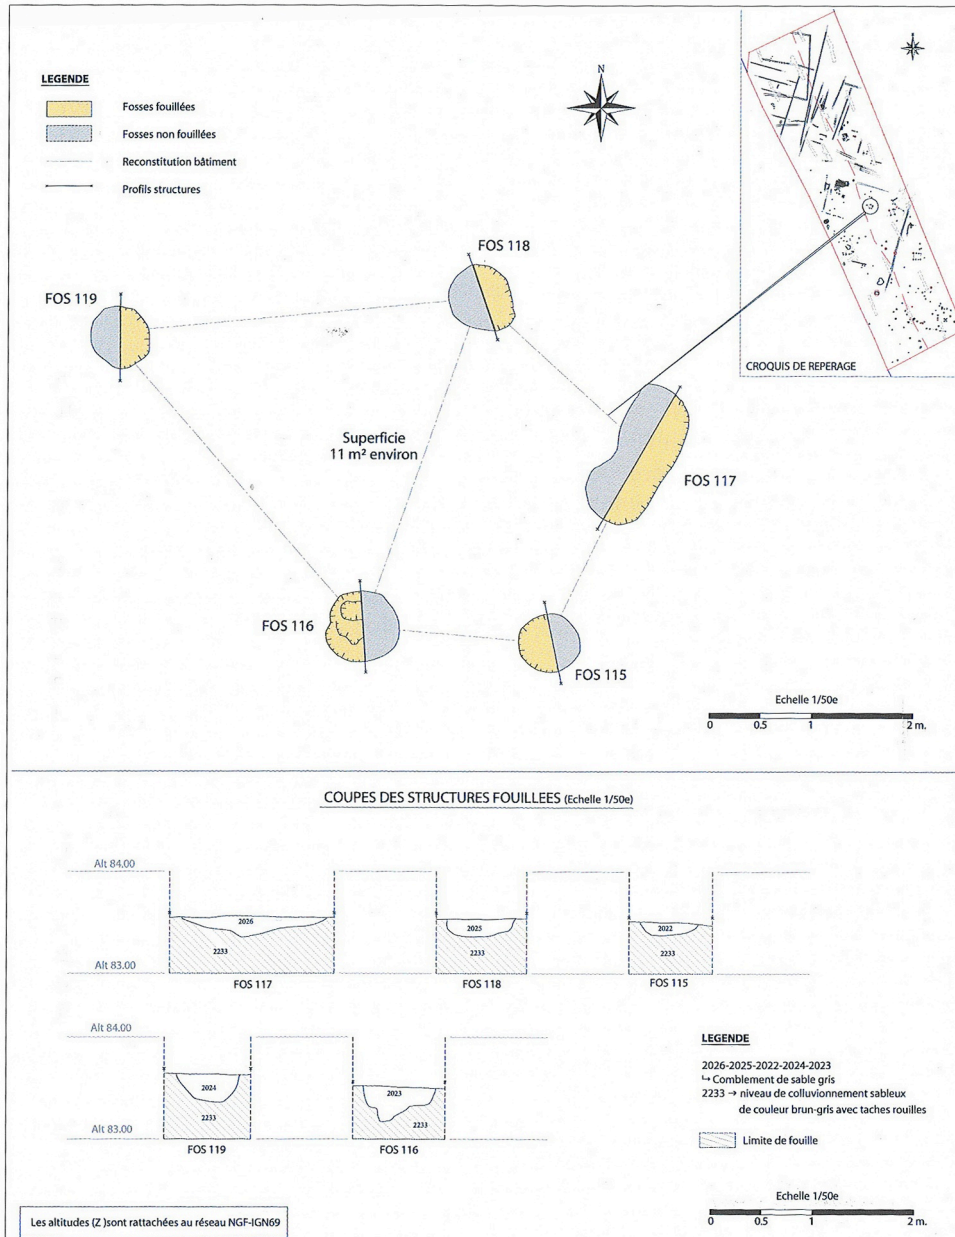 LEGENDE
Fosses fouillées
Fosses non fouillées
Reconstitution bâtiment
Profils structures
N
CROQUIS DE REPERAGE
FOS 118
FOS 119
Superficie
11 m² environ
FOS 117
FOS 116
FOS 115
Echelle 1/50e
0 0.5 1 2 m.
COUPES DES STRUCTURES FOUILLEES (Echelle 1/50e)
Alt 84.00
2026 2025 2022
2233 2233 2233
Alt 83.00
FOS 117 FOS 118 FOS 115
Alt 84.00
2024 2023
2233 2233
Alt 83.00
FOS 119 FOS 116
LEGENDE
2026-2025-2022-2024-2023
↳ Comblement de sable gris
2233 → niveau de colluvionnement sableux
de couleur brun-gris avec taches rouilles
Limite de fouille
Echelle 1/50e
0 0.5 1 2 m.
Les altitudes (Z )sont rattachées au réseau NGF-IGN69